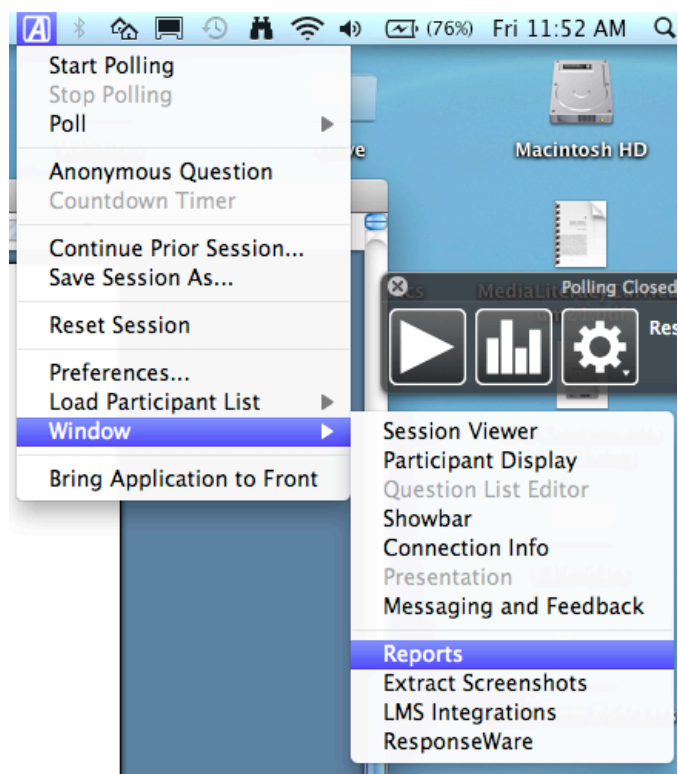 (76%) Fri 11:52 AM
Start Polling
Stop Polling
Poll
Anonymous Question
Countdown Timer
Continue Prior Session...
Save Session As...
Reset Session
Preferences...
Load Participant List
Window
Bring Application to Front
Macintosh HD
Polling Closed
Session Viewer
Participant Display
Question List Editor
Showbar
Connection Info
Presentation
Messaging and Feedback
Reports
Extract Screenshots
LMS Integrations
ResponseWare